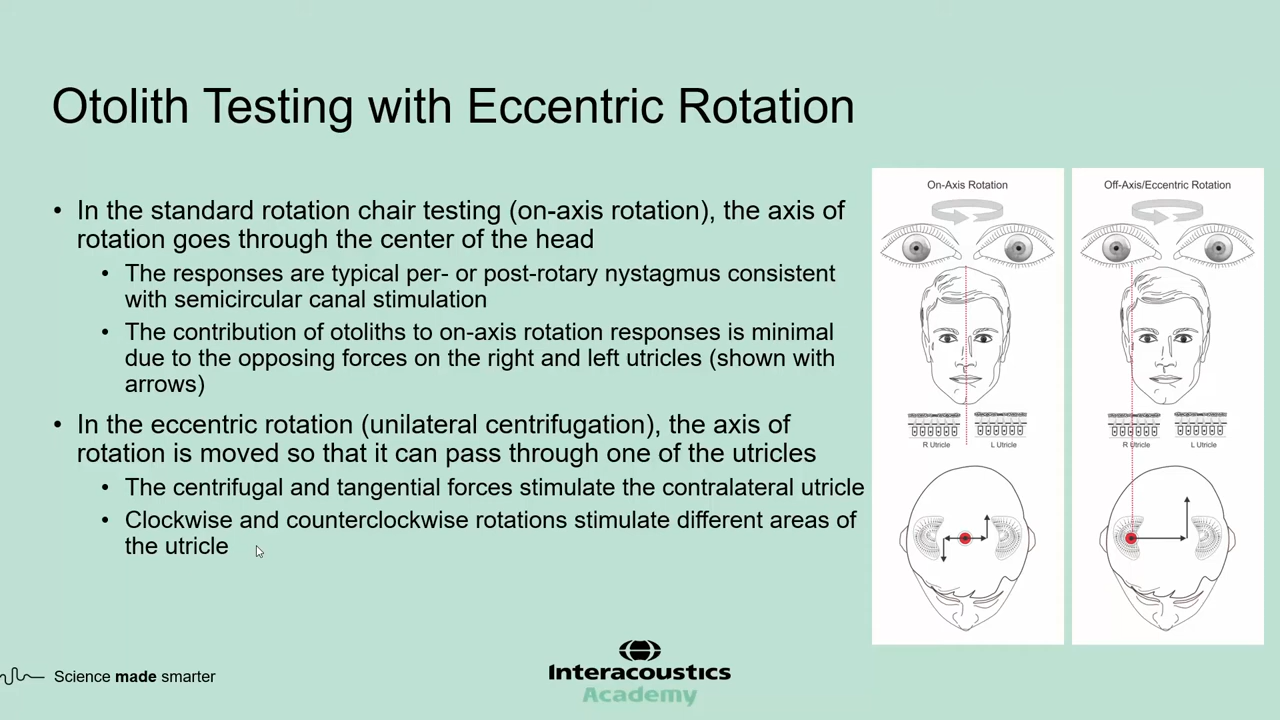 Otolith Testing with Eccentric Rotation
• In the standard rotation chair testing (on-axis rotation), the axis of
rotation goes through the center of the head
• The responses are typical per- or post-rotary nystagmus consistent
with semicircular canal stimulation
• The contribution of otoliths to on-axis rotation responses is minimal
due to the opposing forces on the right and left utricles (shown with
arrows)
• In the eccentric rotation (unilateral centrifugation), the axis of
rotation is moved so that it can pass through one of the utricles
• The centrifugal and tangential forces stimulate the contralateral utricle
• Clockwise and counterclockwise rotations stimulate different areas of
the utricle
On-Axis Rotation
R Utricle
L Utricle
Off-Axis/Eccentric Rotation
R Utricle
L Utricle
Science made smarter
Interacoustics
Academy